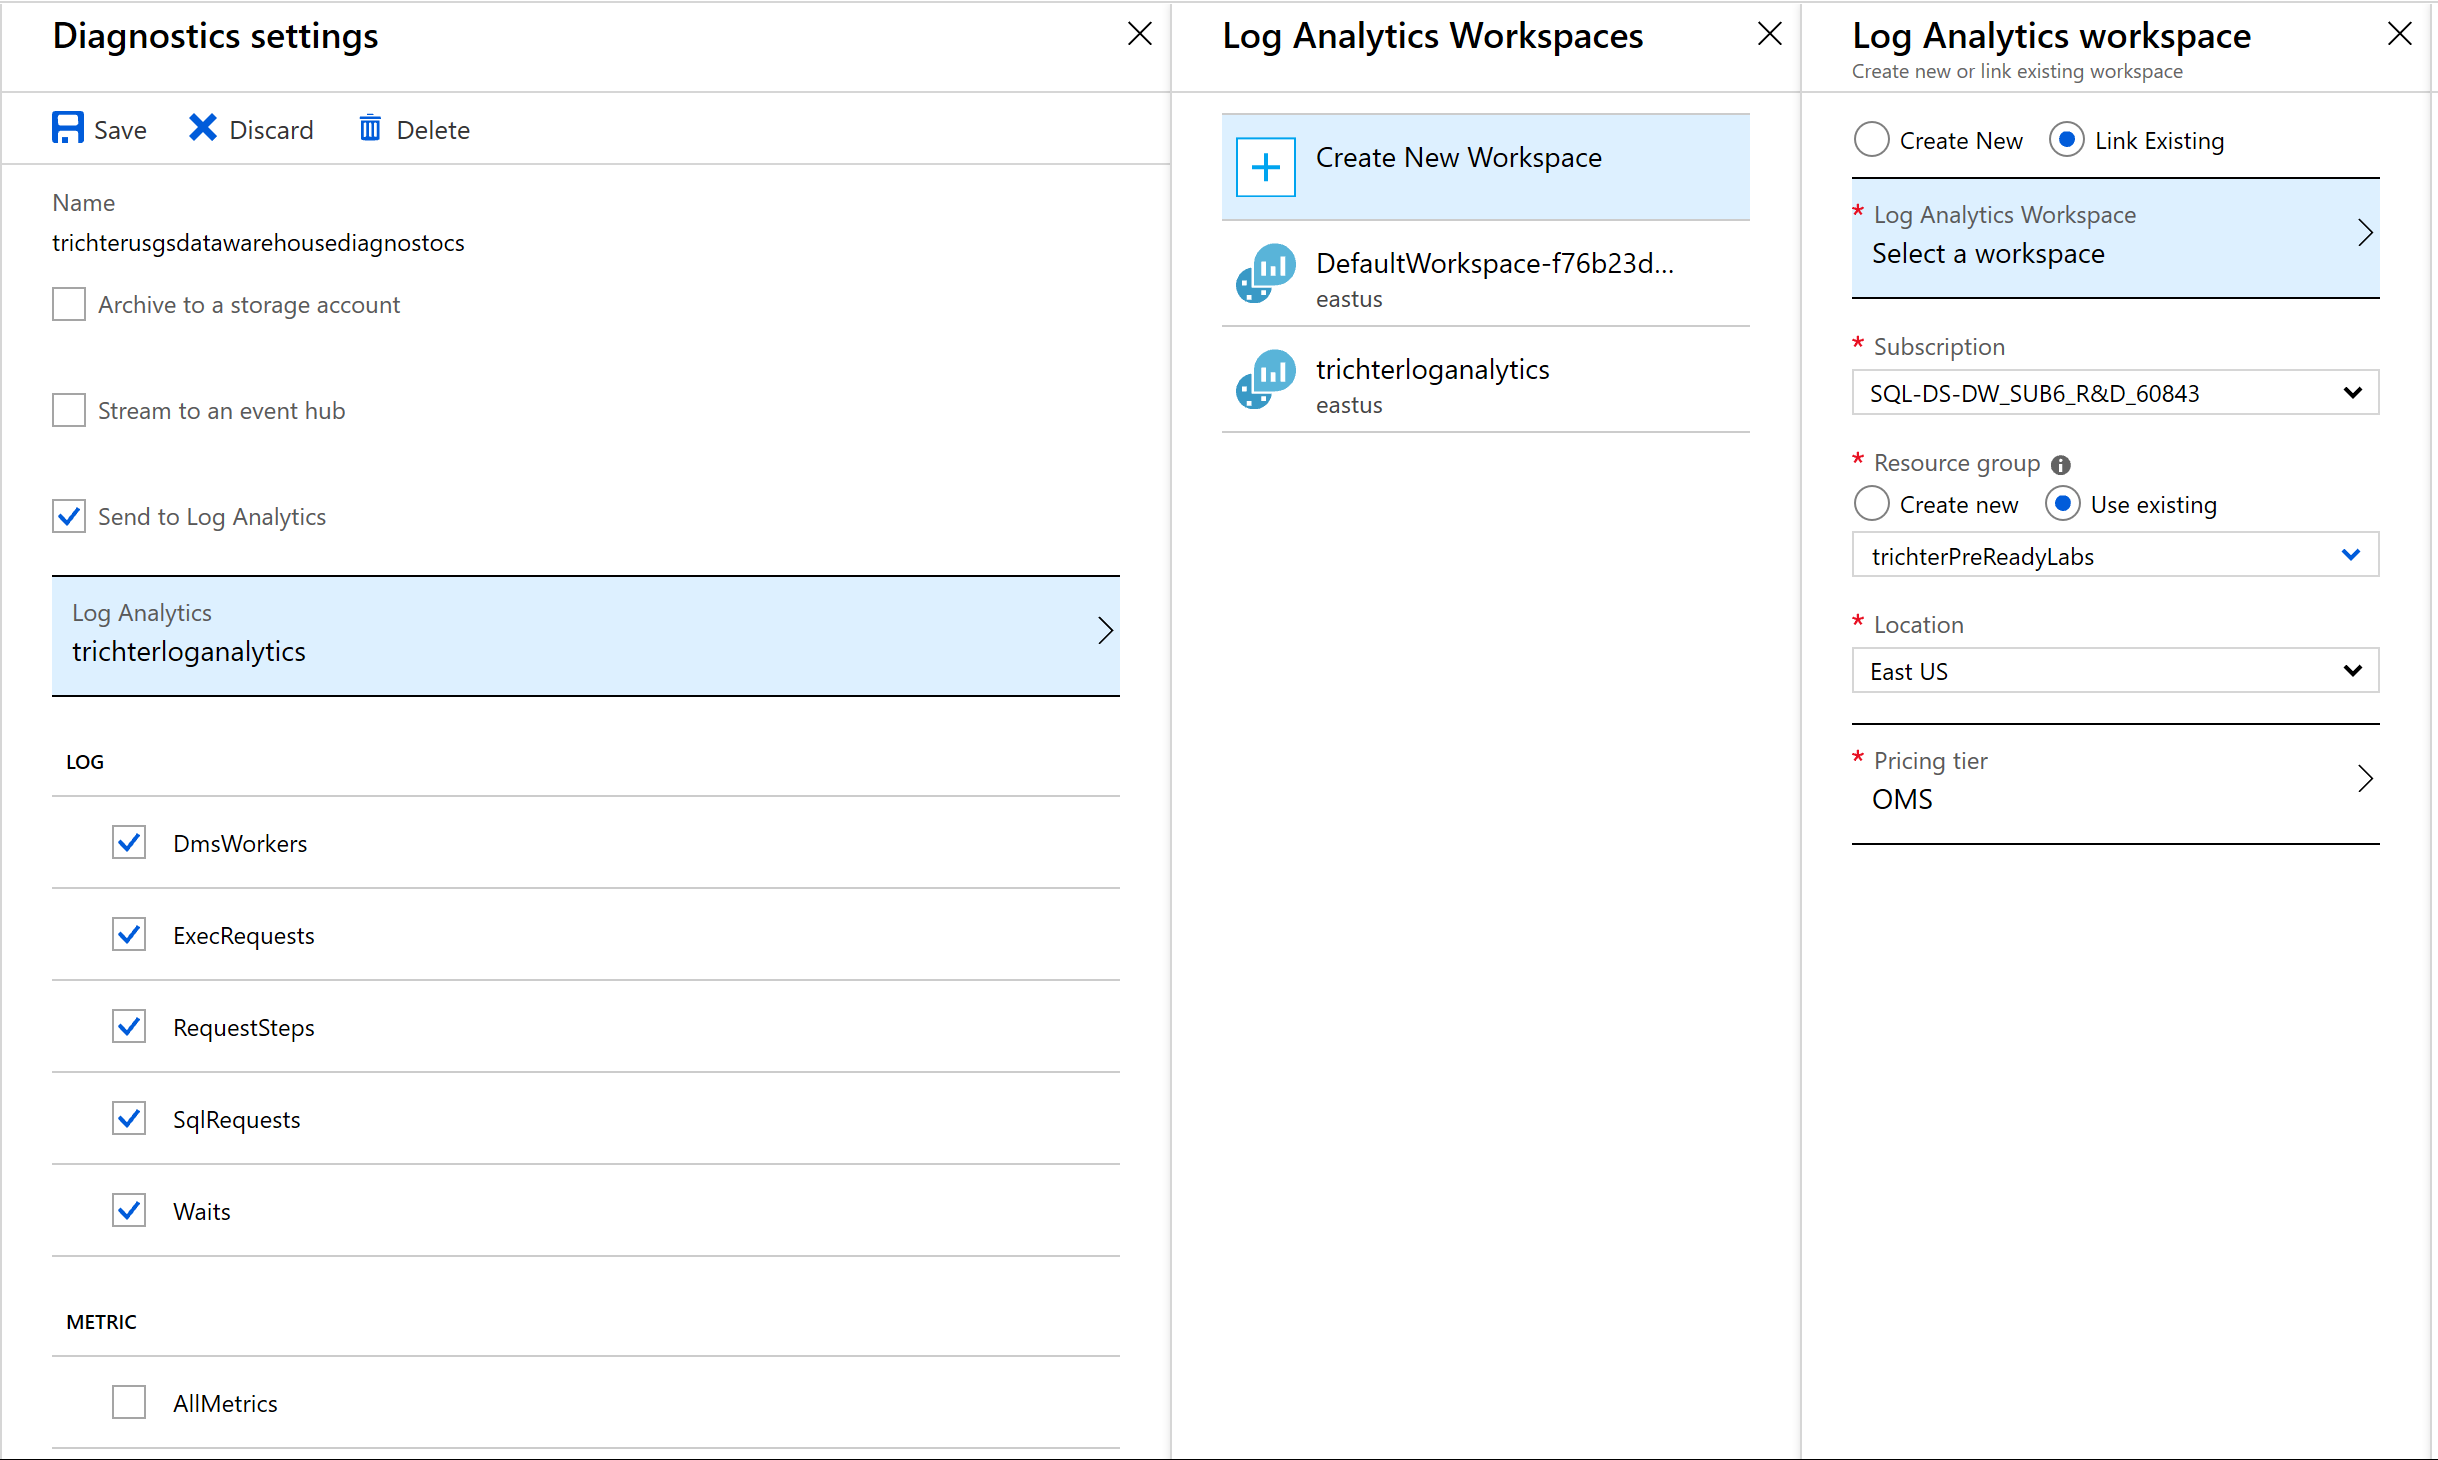 Diagnostics settings
Save Discard Delete
Name
trichterusgsdatawarehousediagnostocs
Archive to a storage account
Stream to an event hub
Send to Log Analytics
Log Analytics
trichterloganalytics
LOG
DmsWorkers
ExecRequests
RequestSteps
SqlRequests
Waits
METRIC
AllMetrics
Log Analytics Workspaces
Create New Workspace
DefaultWorkspace-f76b23d...
eastus
trichterloganalytics
eastus
Log Analytics workspace
Create new or link existing workspace
Create New Link Existing
* Log Analytics Workspace
Select a workspace
* Subscription
SQL-DS-DW_SUB6_R&D_60843
* Resource group
Create new Use existing
trichterPreReadyLabs
* Location
East US
* Pricing tier
OMS